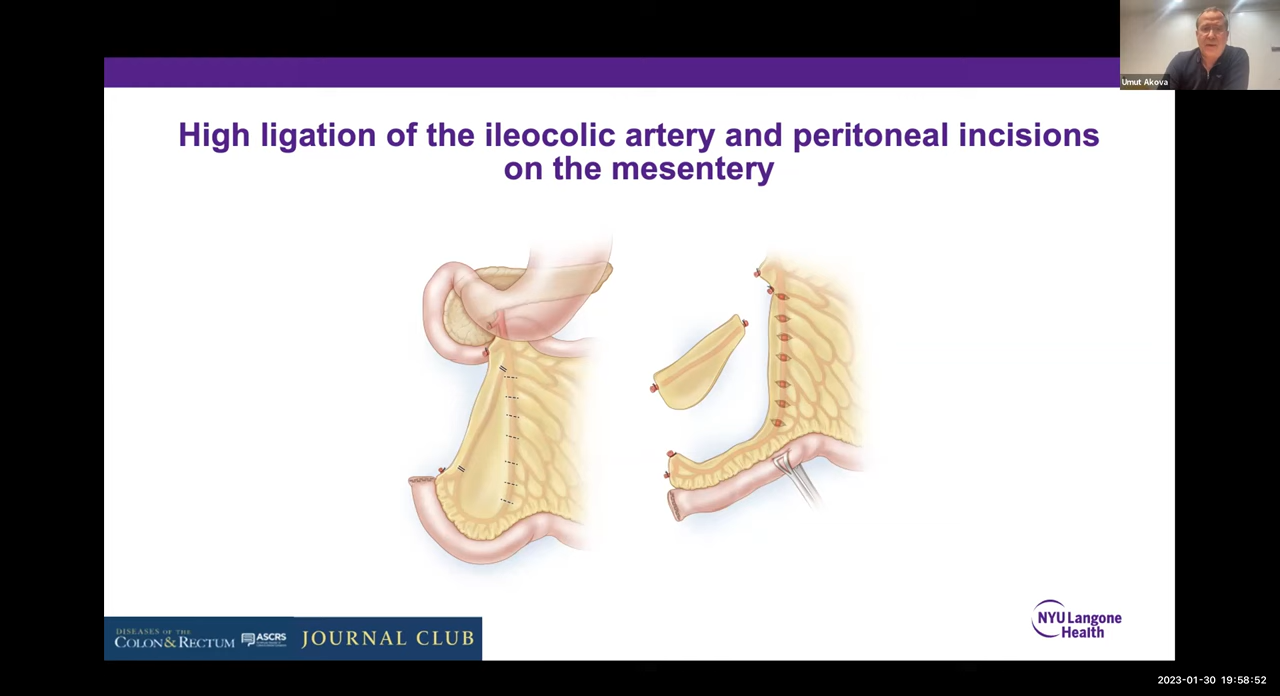 Umut Akova
High ligation of the ileocolic artery and peritoneal incisions
on the mesentery
DISEASES OF THE
COLON & RECTUM
ASCRS
JOURNAL CLUB
NYU Langone
Health
2023-01-30 19:58:52